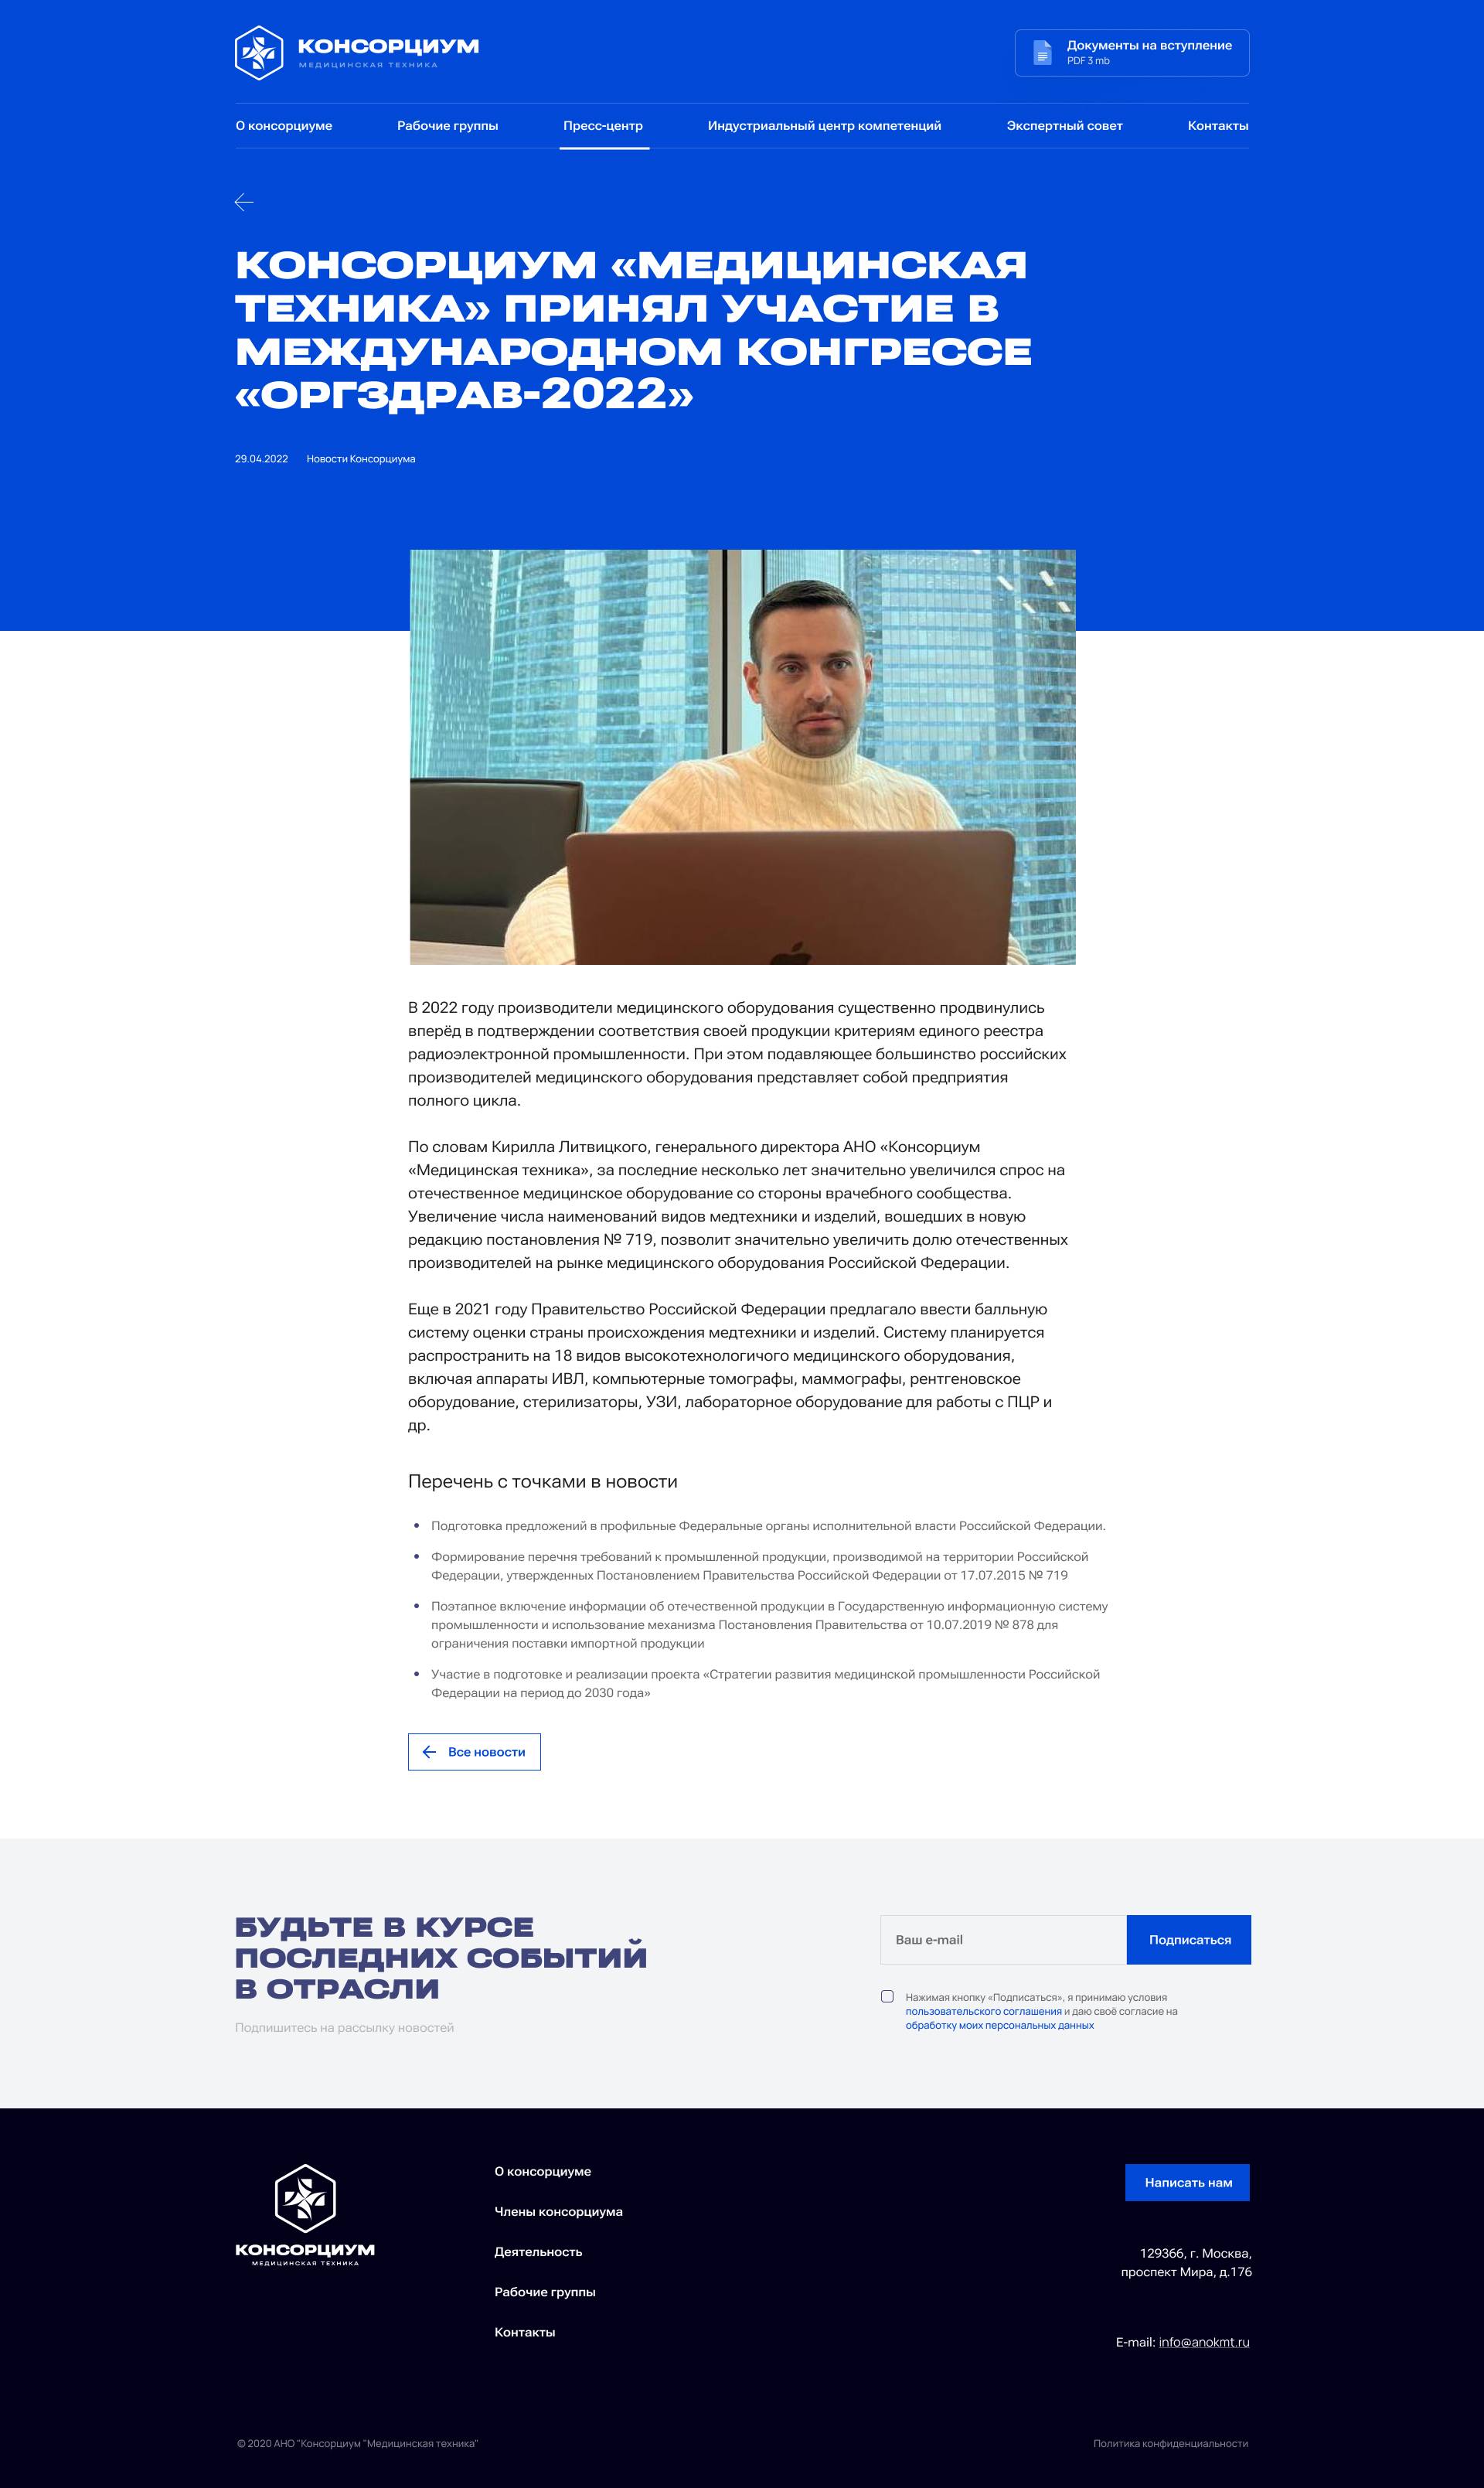 КОНСОРЦИУМ
МЕДИЦИНСКАЯ ТЕХНИКА
Документы на вступление
PDF 3 mb
О консорциуме
Рабочие группы
Пресс-центр
Индустриальный центр компетенций
Экспертный совет
Контакты
КОНСОРЦИУМ «МЕДИЦИНСКАЯ
ТЕХНИКА» ПРИНЯЛ УЧАСТИЕ В
МЕЖДУНАРОДНОМ КОНГРЕССЕ
«ОРГЗДРАВ-2022»
29.04.2022
Новости Консорциума
В 2022 году производители медицинского оборудования существенно продвинулись
вперёд в подтверждении соответствия своей продукции критериям единого реестра
радиоэлектронной промышленности. При этом подавляющее большинство российских
производителей медицинского оборудования представляет собой предприятия
полного цикла.
По словам Кирилла Литвицкого, генерального директора АНО «Консорциум
«Медицинская техника», за последние несколько лет значительно увеличился спрос на
отечественное медицинское оборудование со стороны врачебного сообщества.
Увеличение числа наименований видов медтехники и изделий, вошедших в новую
редакцию постановления № 719, позволит значительно увеличить долю отечественных
производителей на рынке медицинского оборудования Российской Федерации.
Еще в 2021 году Правительство Российской Федерации предлагало ввести балльную
систему оценки страны происхождения медтехники и изделий. Систему планируется
распространить на 18 видов высокотехнологичого медицинского оборудования,
включая аппараты ИВЛ, компьютерные томографы, маммографы, рентгеновское
оборудование, стерилизаторы, УЗИ, лабораторное оборудование для работы с ПЦР и
др.
Перечень с точками в новости
Подготовка предложений в профильные Федеральные органы исполнительной власти Российской Федерации.
Формирование перечня требований к промышленной продукции, производимой на территории Российской
Федерации, утвержденных Постановлением Правительства Российской Федерации от 17.07.2015 № 719
Поэтапное включение информации об отечественной продукции в Государственную информационную систему
промышленности и использование механизма Постановления Правительства от 10.07.2019 № 878 для
ограничения поставки импортной продукции
Участие в подготовке и реализации проекта «Стратегии развития медицинской промышленности Российской
Федерации на период до 2030 года»
Все новости
БУДЬТЕ В КУРСЕ
ПОСЛЕДНИХ СОБЫТИЙ
В ОТРАСЛИ
Подпишитесь на рассылку новостей
Ваш e-mail
Подписаться
Нажимая кнопку «Подписаться», я принимаю условия
пользовательского соглашения и даю своё согласие на
обработку моих персональных данных
КОНСОРЦИУМ
МЕДИЦИНСКАЯ ТЕХНИКА
О консорциуме
Члены консорциума
Деятельность
Рабочие группы
Контакты
Написать нам
129366, г. Москва,
проспект Мира, д.176
E-mail: info@anokmt.ru
© 2020 АНО "Консорциум "Медицинская техника"
Политика конфиденциальности